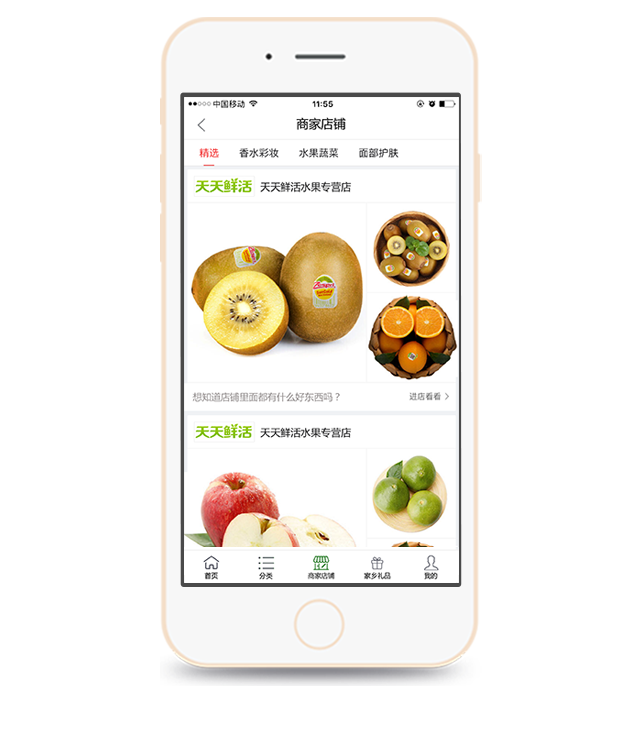 中国移动 11:55
商家店铺
精选 香水彩妆 水果蔬菜 面部护肤
天天鲜活 天天鲜活水果专营店
想知道店铺里面都有什么好东西吗？ 进店看看
天天鲜活 天天鲜活水果专营店
首页 分类 商家店铺 家乡礼品 我的